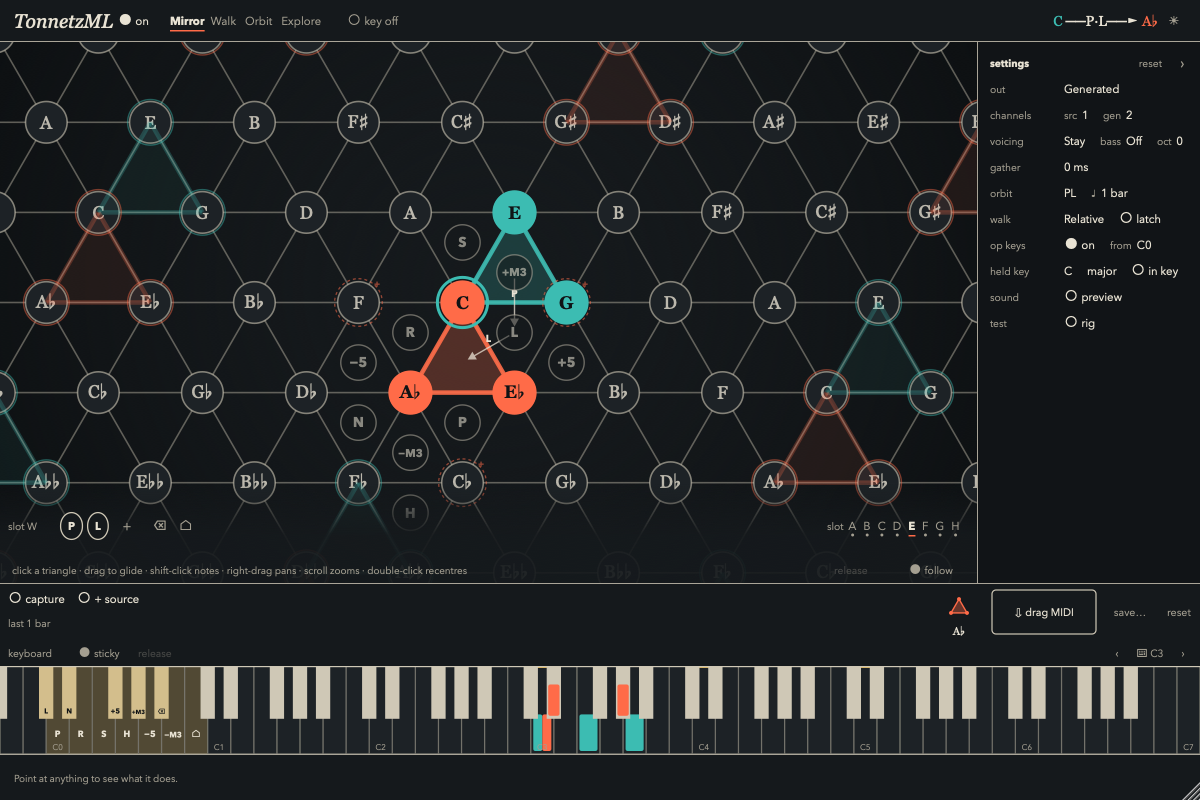 TonnetzML on Mirror Walk Orbit Explore key off C P·L A♭
settings reset ›
out Generated
channels src 1 gen 2
voicing Stay bass Off oct 0
gather 0 ms
orbit PL ♩ 1 bar
walk Relative latch
op keys on from C0
held key C major in key
sound preview
test rig
A E B F♯ C♯ G♯ D♯ A♯ E♯
C G D A E B F♯ C♯ G♯
S
+M3
P
A♭ E♭ B♭ F C G D A E
R L
L
−5 +5
C♭ G♭ D♭ A♭ E♭ B♭ F C G
N P
−M3
A♭♭ E♭♭ B♭♭ F♭ C♭ G♭ D♭ A♭ E♭
H
slot W P L + slot A B C D E F G H
click a triangle · drag to glide · shift-click notes · right-drag pans · scroll zooms · double-click recentres release follow
capture + source
last 1 bar
A♭
⇩ drag MIDI save... reset
keyboard sticky release ‹ C3 ›
L N +5 +M3
P R S H −5 −M3
C0 C1 C2 C4 C5 C6 C7
Point at anything to see what it does.